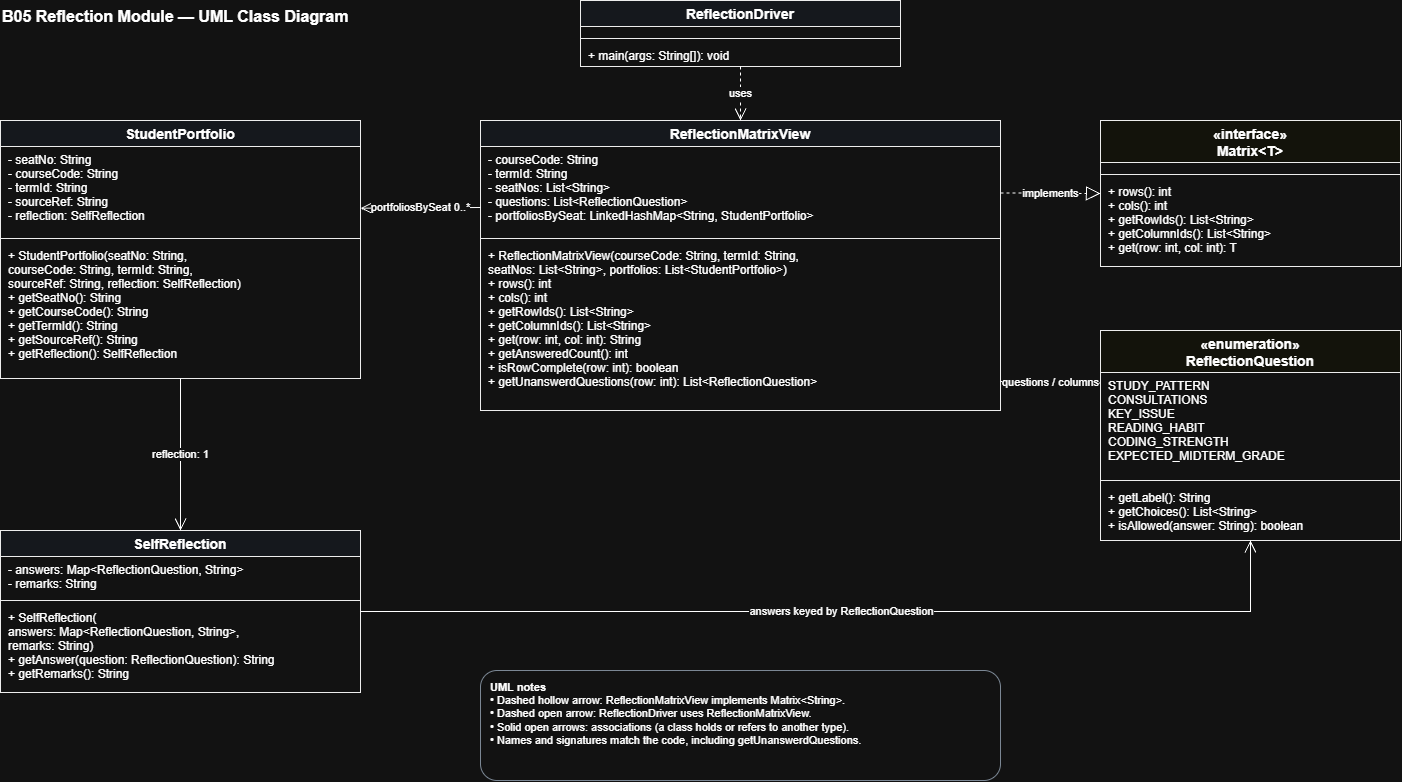 B05 Reflection Module — UML Class Diagram
ReflectionDriver
+ main(args: String[]): void
uses
StudentPortfolio
- seatNo: String
- courseCode: String
- termId: String
- sourceRef: String
- reflection: SelfReflection
+ StudentPortfolio(seatNo: String,
courseCode: String, termId: String,
sourceRef: String, reflection: SelfReflection)
+ getSeatNo(): String
+ getCourseCode(): String
+ getTermId(): String
+ getSourceRef(): String
+ getReflection(): SelfReflection
portfoliosBySeat 0..*
ReflectionMatrixView
- courseCode: String
- termId: String
- seatNos: List<String>
- questions: List<ReflectionQuestion>
- portfoliosBySeat: LinkedHashMap<String, StudentPortfolio>
+ ReflectionMatrixView(courseCode: String, termId: String,
seatNos: List<String>, portfolios: List<StudentPortfolio>)
+ rows(): int
+ cols(): int
+ getRowIds(): List<String>
+ getColumnIds(): List<String>
+ get(row: int, col: int): String
+ getAnsweredCount(): int
+ isRowComplete(row: int): boolean
+ getUnanswerdQuestions(row: int): List<ReflectionQuestion>
implements
«interface»
Matrix<T>
+ rows(): int
+ cols(): int
+ getRowIds(): List<String>
+ getColumnIds(): List<String>
+ get(row: int, col: int): T
questions / columns
«enumeration»
ReflectionQuestion
STUDY_PATTERN
CONSULTATIONS
KEY_ISSUE
READING_HABIT
CODING_STRENGTH
EXPECTED_MIDTERM_GRADE
+ getLabel(): String
+ getChoices(): List<String>
+ isAllowed(answer: String): boolean
reflection: 1
SelfReflection
- answers: Map<ReflectionQuestion, String>
- remarks: String
+ SelfReflection(
answers: Map<ReflectionQuestion, String>,
remarks: String)
+ getAnswer(question: ReflectionQuestion): String
+ getRemarks(): String
answers keyed by ReflectionQuestion
UML notes
• Dashed hollow arrow: ReflectionMatrixView implements Matrix<String>.
• Dashed open arrow: ReflectionDriver uses ReflectionMatrixView.
• Solid open arrows: associations (a class holds or refers to another type).
• Names and signatures match the code, including getUnanswerdQuestions.